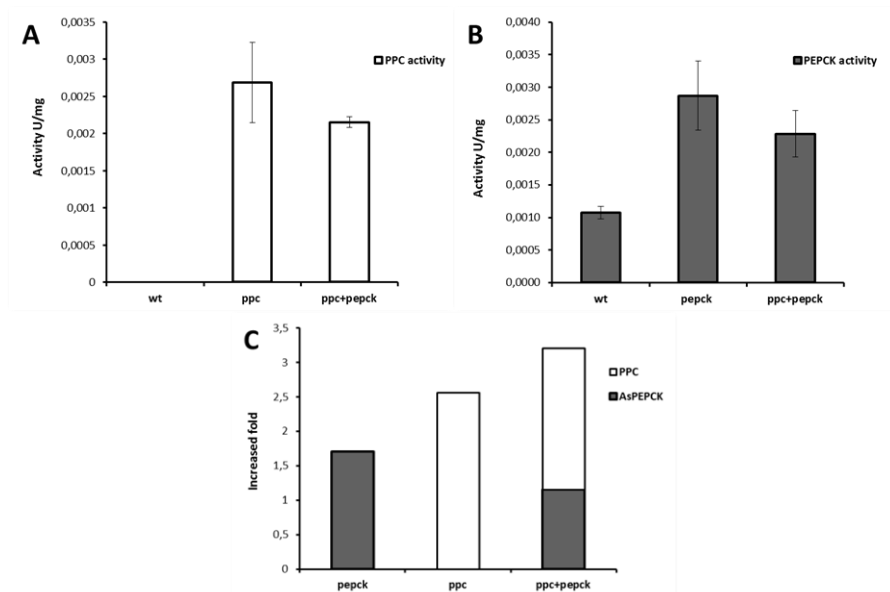 A
0,0035
0,003
0,0025
0,002
0,0015
0,001
0,0005
0
Activity U/mg
PPC activity
wt ppc ppc+pepck
B
0,0040
0,0035
0,0030
0,0025
0,0020
0,0015
0,0010
0,0005
0,0000
Activity U/mg
PEPCK activity
wt pepck ppc+pepck
C
3,5
3
2,5
2
1,5
1
0,5
0
Increased fold
PPC
AsPEPCK
pepck ppc ppc+pepck